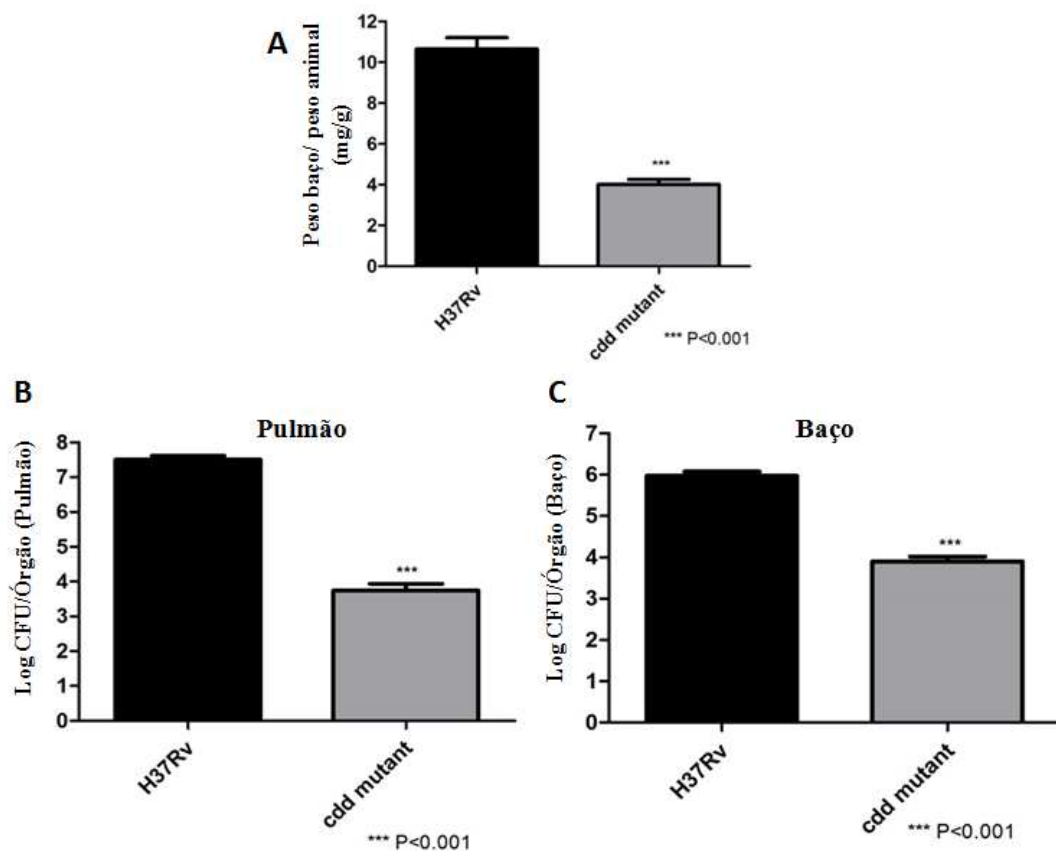 A
Peso baço/ peso animal
(mg/g)
12
10
8
6
4
2
0
***
H37Rv
cdd mutant
*** P<0.001
B
Pulmão
Log CFU/Órgão (Pulmão)
8
7
6
5
4
3
2
1
0
***
H37Rv
cdd mutant
*** P<0.001
C
Baço
Log CFU/Órgão (Baço)
7
6
5
4
3
2
1
0
***
H37Rv
cdd mutant
*** P<0.001